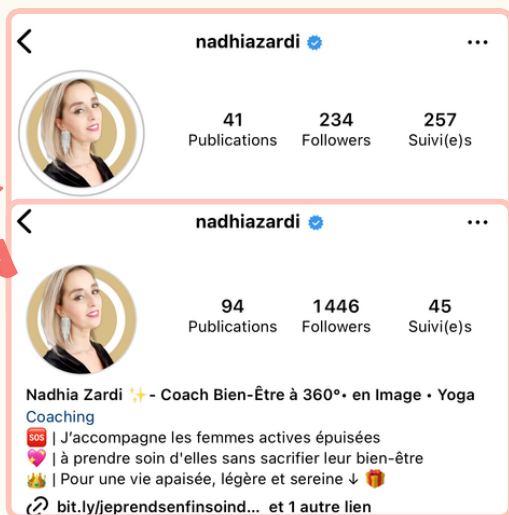 nadhiazardi
41 234 257
Publications Followers Suivi(e)s
nadhiazardi
94 1 446 45
Publications Followers Suivi(e)s
Nadhia Zardi ✨ - Coach Bien-Être à 360°• en Image • Yoga
Coaching
🆘 | J’accompagne les femmes actives épuisées
💖 | à prendre soin d'elles sans sacrifier leur bien-être
👑 | Pour une vie apaisée, légère et sereine ↓ 🎁
bit.ly/jeprendsenfinsoind... et 1 autre lien